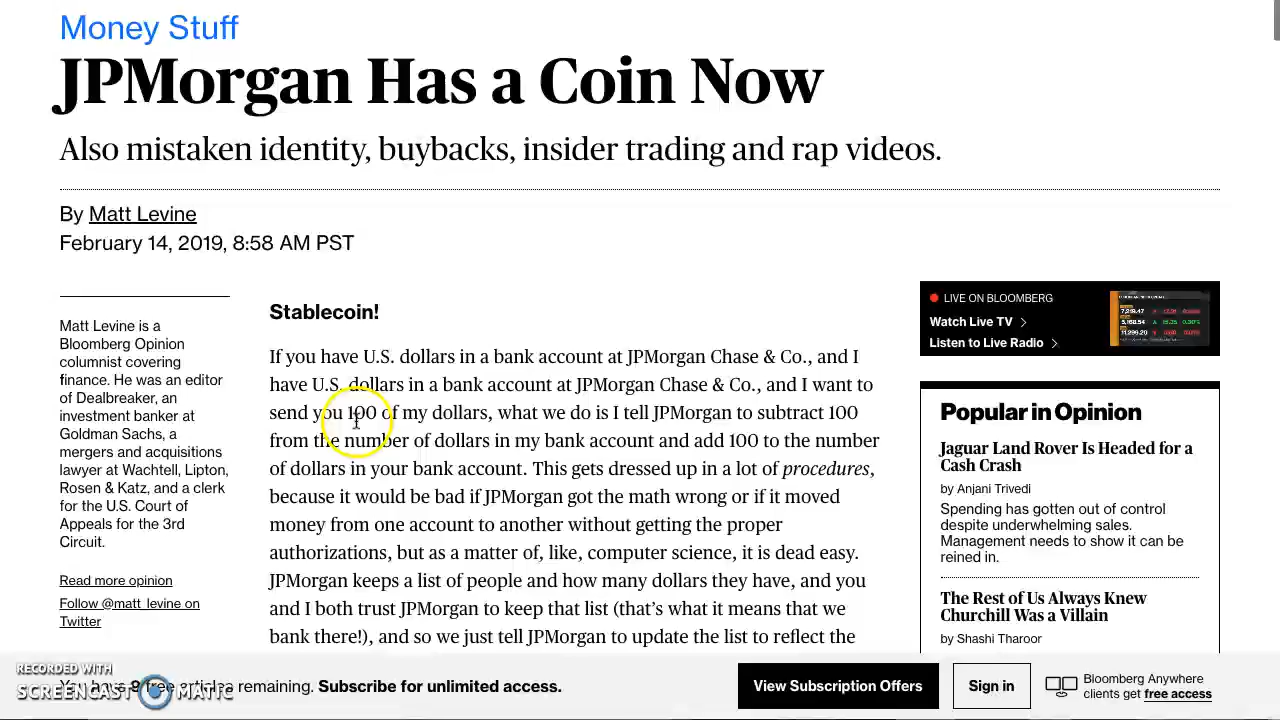 Money Stuff
JPMorgan Has a Coin Now
Also mistaken identity, buybacks, insider trading and rap videos.
By Matt Levine
February 14, 2019, 8:58 AM PST
Matt Levine is a
Bloomberg Opinion
columnist covering
finance. He was an editor
of Dealbreaker, an
investment banker at
Goldman Sachs, a
mergers and acquisitions
lawyer at Wachtell, Lipton,
Rosen & Katz, and a clerk
for the U.S. Court of
Appeals for the 3rd
Circuit.
Read more opinion
Follow @matt_levine on
Twitter
Stablecoin!
If you have U.S. dollars in a bank account at JPMorgan Chase & Co., and I
have U.S. dollars in a bank account at JPMorgan Chase & Co., and I want to
send you 100 of my dollars, what we do is I tell JPMorgan to subtract 100
from the number of dollars in my bank account and add 100 to the number
of dollars in your bank account. This gets dressed up in a lot of procedures,
because it would be bad if JPMorgan got the math wrong or if it moved
money from one account to another without getting the proper
authorizations, but as a matter of, like, computer science, it is dead easy.
JPMorgan keeps a list of people and how many dollars they have, and you
and I both trust JPMorgan to keep that list (that's what it means that we
bank there!), and so we just tell JPMorgan to update the list to reflect the
LIVE ON BLOOMBERG
Watch Live TV
Listen to Live Radio
Popular in Opinion
Jaguar Land Rover Is Headed for a
Cash Crash
by Anjani Trivedi
Spending has gotten out of control
despite underwhelming sales.
Management needs to show it can be
reined in.
The Rest of Us Always Knew
Churchill Was a Villain
by Shashi Tharoor
RECORDED WITH
SCREENCAST MATIC
9 free articles remaining. Subscribe for unlimited access.
View Subscription Offers
Sign in
Bloomberg Anywhere
clients get free access